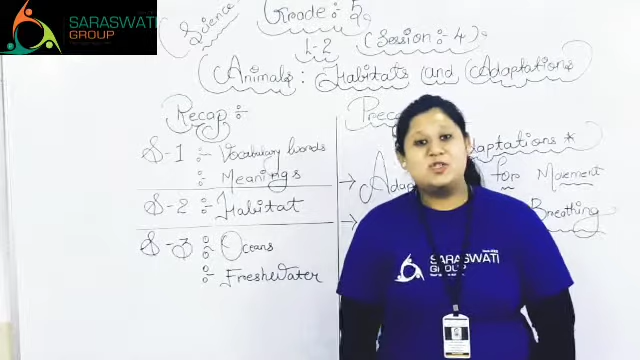 SARASWATI
GROUP
Science
Grade :- 5
L-2
(Session :- 4)
(Animals : Habitats and Adaptations)
Recap :-
S-1 :- Vocabulary words
:- Meanings
S-2 :- Habitat
S-3 :- Oceans
:- Freshwater
Adaptations *
→ for Movement
→ Breathing
SARASWATI
GROUP